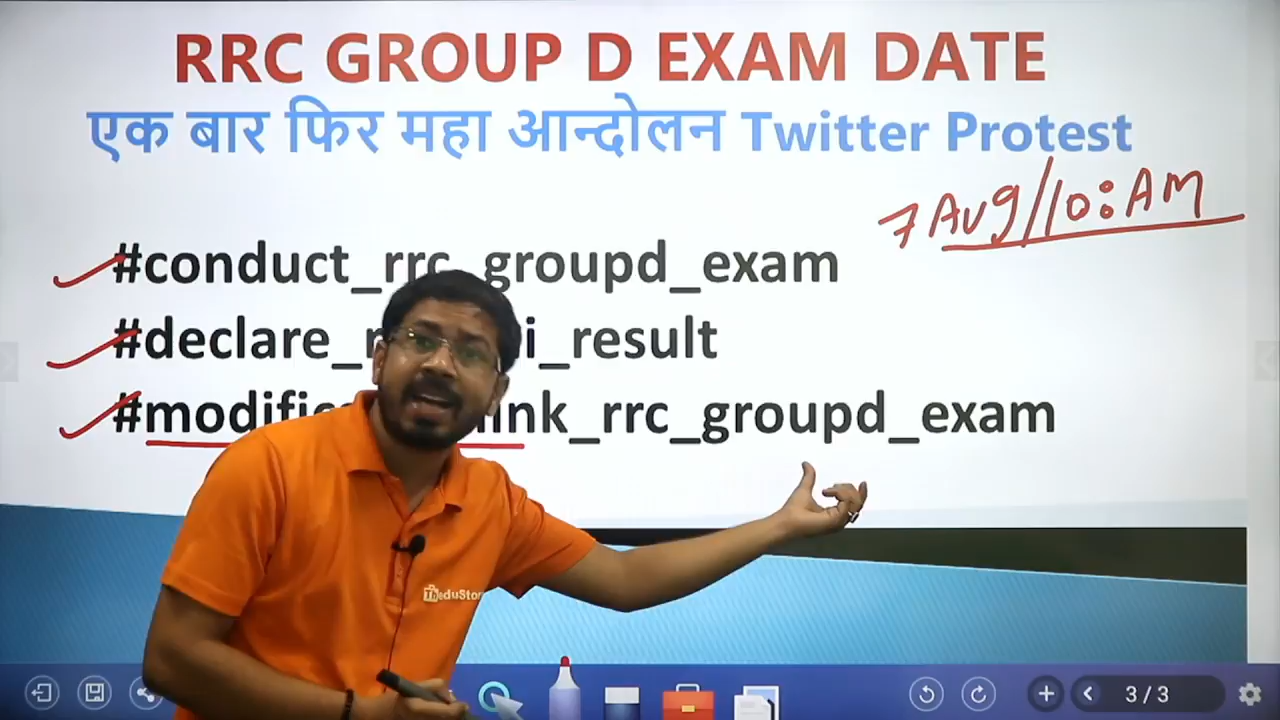 RRC GROUP D EXAM DATE
एक बार फिर महा आन्दोलन Twitter Protest
7 Aug/10:AM
#conduct_rrc_groupd_exam
#declare_ i_result
#modific ink_rrc_groupd_exam
TheduStor
3 / 3